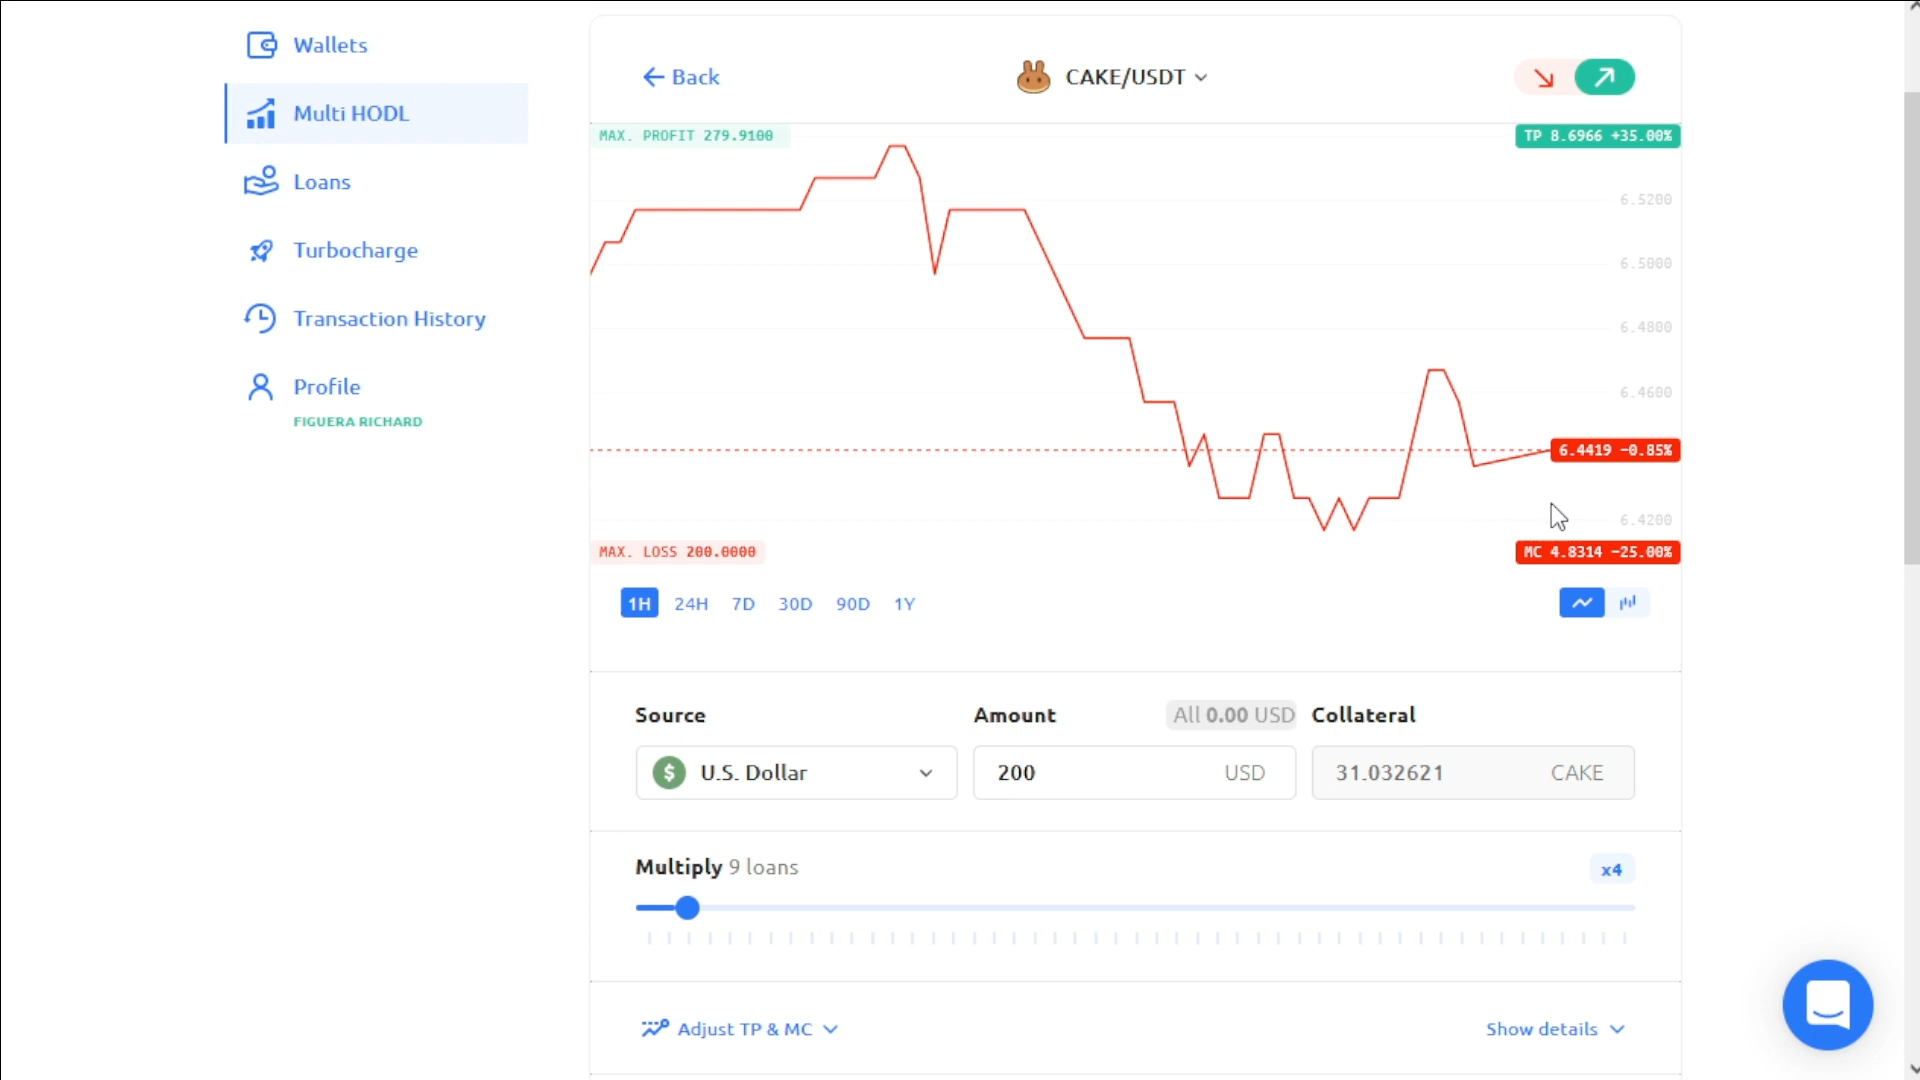 Wallets
Multi HODL
Loans
Turbocharge
Transaction History
Profile
FIGUERA RICHARD
Back
CAKE/USDT
MAX. PROFIT 279.9100
TP 8.6966 +35.00%
6.5200
6.5000
6.4800
6.4600
6.4419 −0.85%
6.4200
MAX. LOSS 200.0000
MC 4.8314 −25.00%
1H 24H 7D 30D 90D 1Y
Source
Amount
All 0.00 USD
Collateral
$ U.S. Dollar
200 USD
31.032621 CAKE
Multiply 9 loans
x4
Adjust TP & MC
Show details